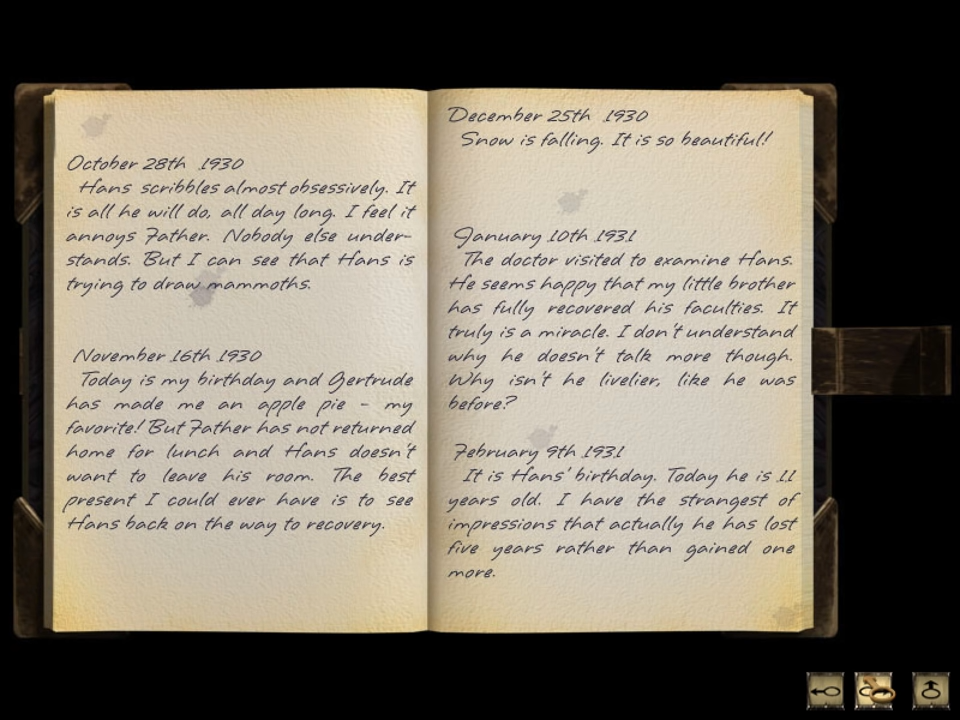 October 28th 1930
Hans scribbles almost obsessively. It
is all he will do, all day long. I feel it
annoys Father. Nobody else under-
stands. But I can see that Hans is
trying to draw mammoths.
November 16th 1930
Today is my birthday and Gertrude
has made me an apple pie - my
favorite! But Father has not returned
home for lunch and Hans doesn't
want to leave his room. The best
present I could ever have is to see
Hans back on the way to recovery.
December 25th 1930
Snow is falling. It is so beautiful!
January 10th 1931
The doctor visited to examine Hans.
He seems happy that my little brother
has fully recovered his faculties. It
truly is a miracle. I don't understand
why he doesn't talk more though.
Why isn't he livelier, like he was
before?
February 9th 1931
It is Hans' birthday. Today he is 11
years old. I have the strangest of
impressions that actually he has lost
five years rather than gained one
more.